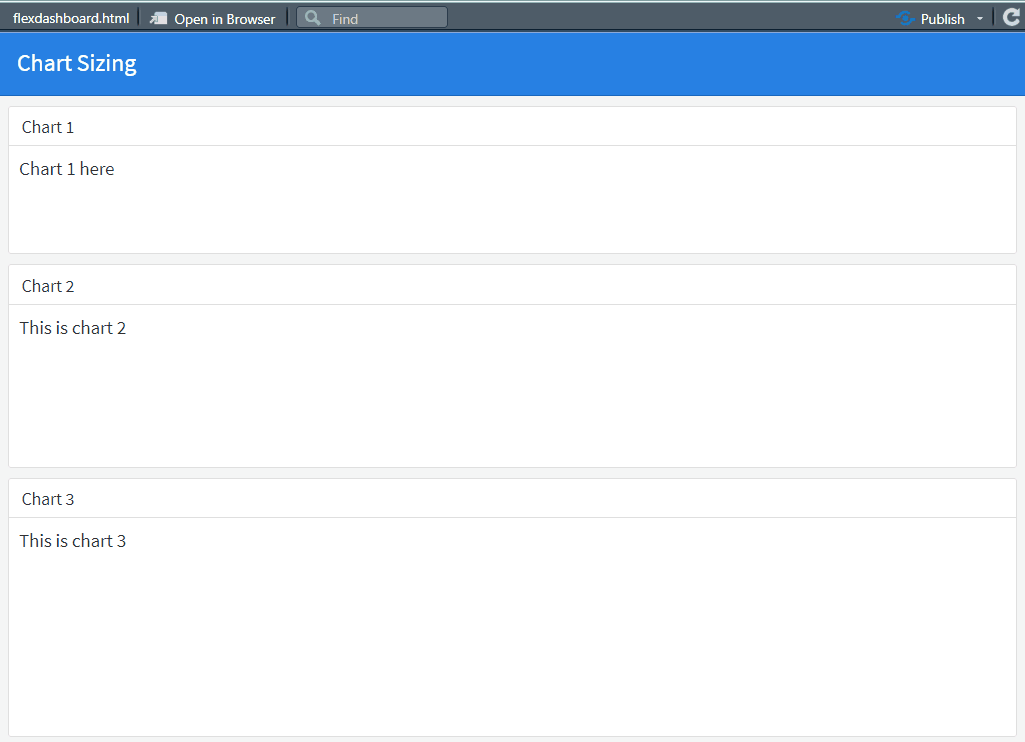 flexdashboard.html Open in Browser Find Publish
Chart Sizing
Chart 1
Chart 1 here
Chart 2
This is chart 2
Chart 3
This is chart 3